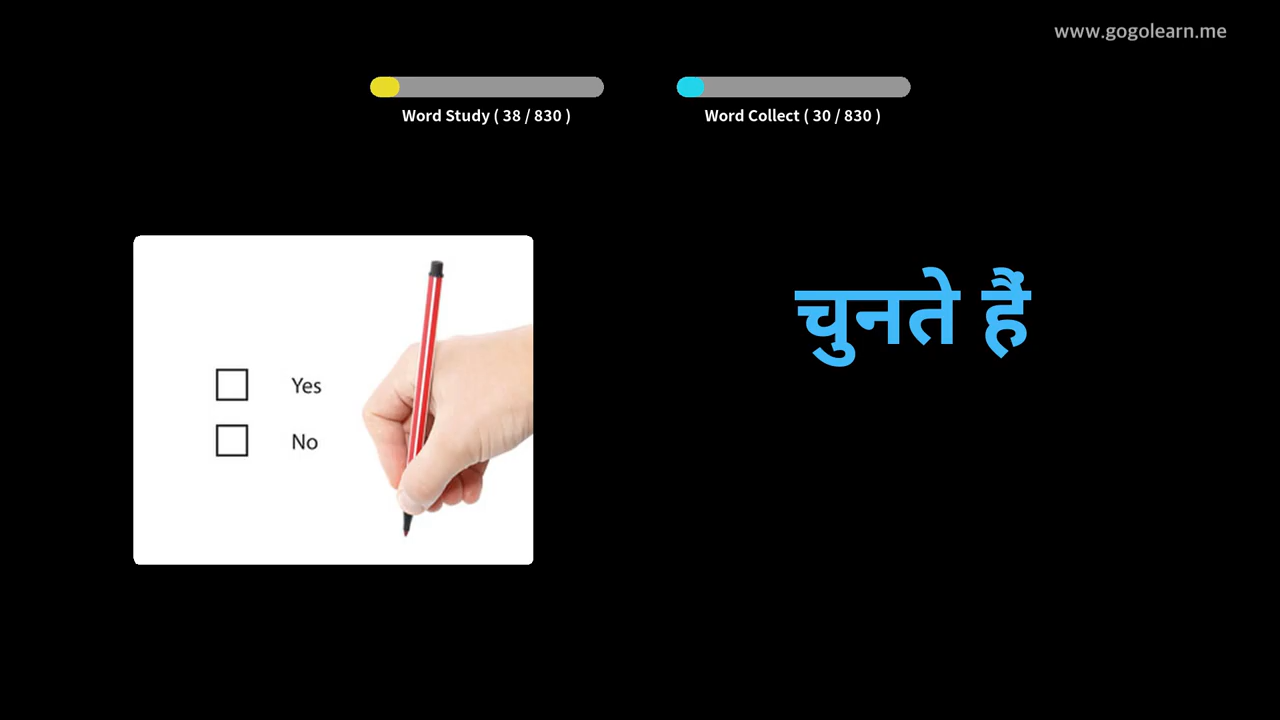 www.gogolearn.me
Word Study ( 38 / 830 )
Word Collect ( 30 / 830 )
Yes
No
चुनते हैं